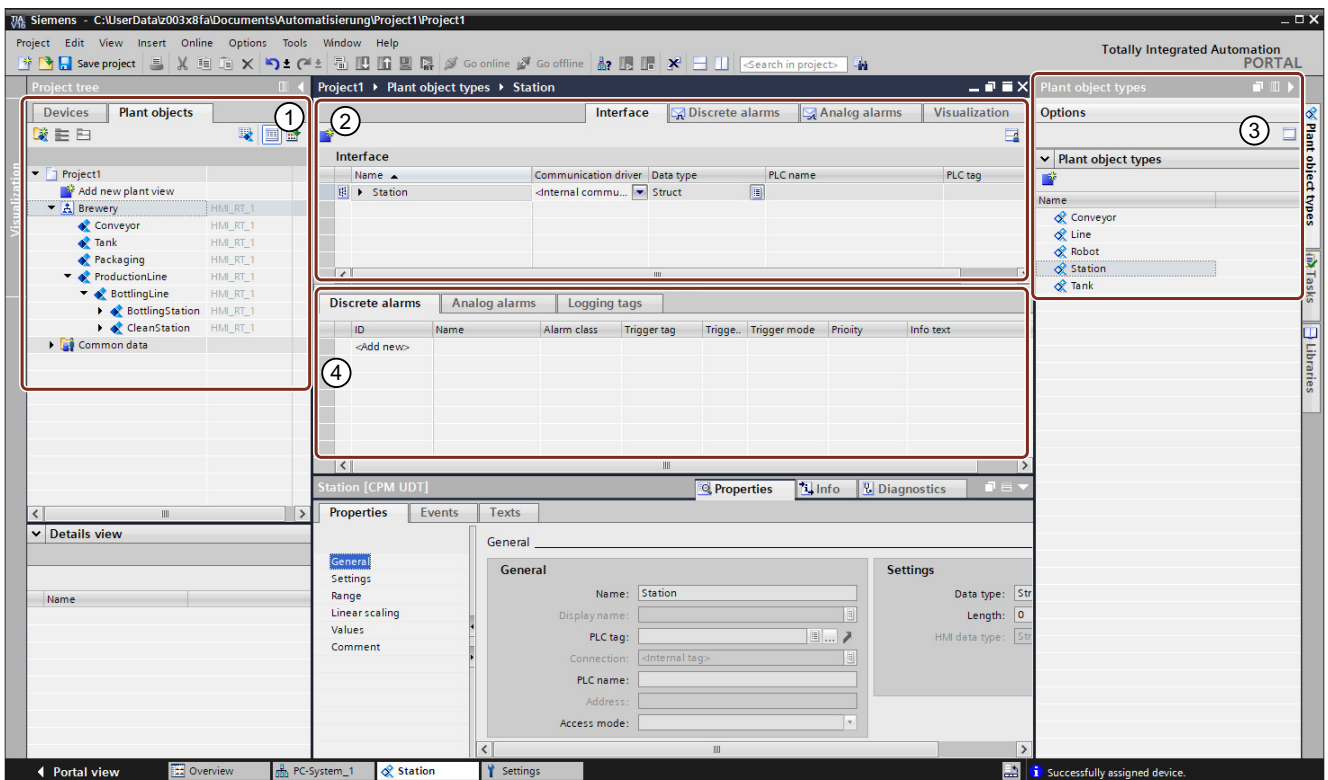 Siemens - C:\UserData\z003x8fa\Documents\Automatisierung\Project1\Project1
Project Edit View Insert Online Options Tools Window Help
Totally Integrated Automation
PORTAL
Save project
Go online
Go offline
<Search in project>
Project tree
Devices
Plant objects
1
Project1
Add new plant view
Brewery HMI_RT_1
Conveyor HMI_RT_1
Tank HMI_RT_1
Packaging HMI_RT_1
ProductionLine HMI_RT_1
BottlingLine HMI_RT_1
BottlingStation HMI_RT_1
CleanStation HMI_RT_1
Common data
Visualization
Details view
Name
Project1 Plant object types Station
2
Interface
Discrete alarms
Analog alarms
Visualization
Interface
Name Communication driver Data type PLC name PLC tag
Station <Internal commu... Struct
Discrete alarms
Analog alarms
Logging tags
ID Name Alarm class Trigger tag Trigge.. Trigger mode Priority Info text
<Add new>
4
Station [CPM UDT]
Properties
Info
Diagnostics
Properties
Events
Texts
General
Settings
Range
Linear scaling
Values
Comment
General
General
Name: Station
Display name:
PLC tag:
Connection: <Internal tag>
PLC name:
Address:
Access mode:
Settings
Data type: Str
Length: 0
HMI data type: Str
Plant object types
Options
3
Plant object types
Name
Conveyor
Line
Robot
Station
Tank
Plant object types
Tasks
Libraries
Portal view
Overview
PC-System_1
Station
Settings
Successfully assigned device.